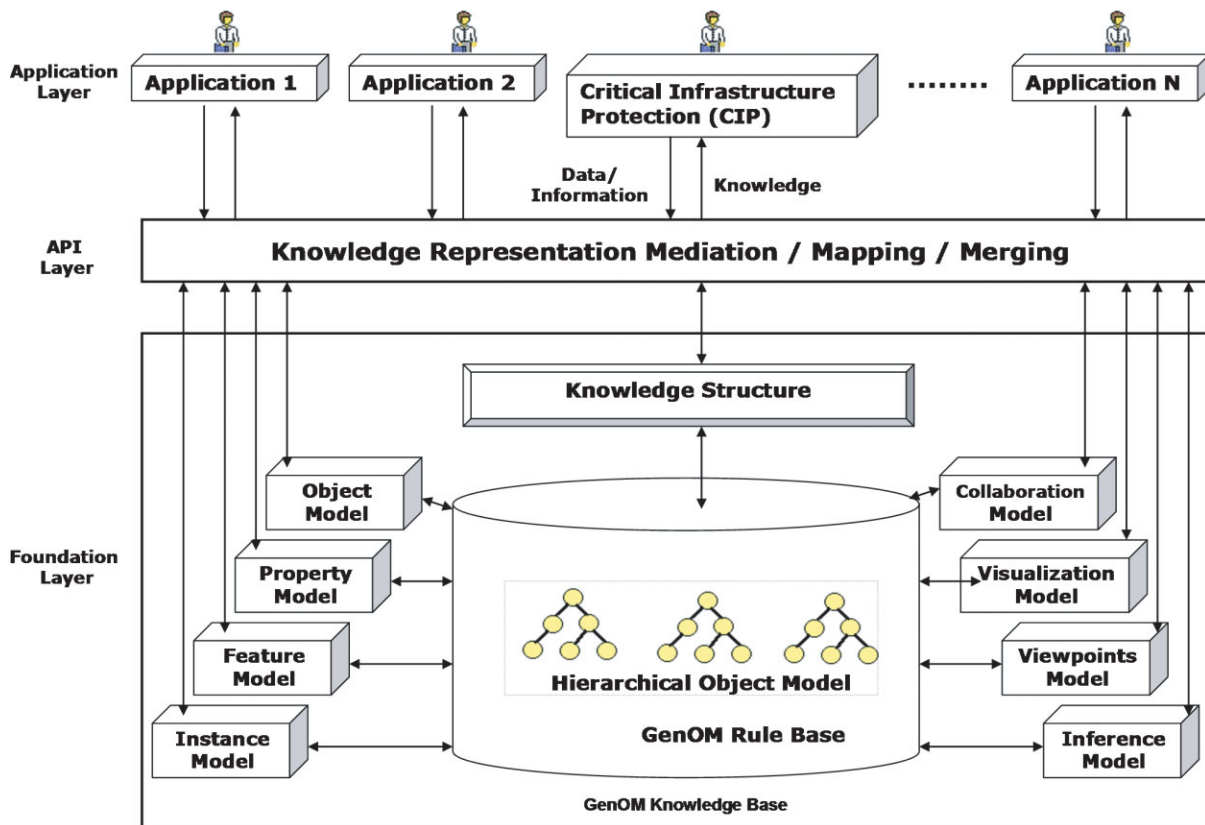 Application
Layer
Application 1
Application 2
Critical Infrastructure
Protection (CIP)
........
Application N
Data/
Information
Knowledge
API
Layer
Knowledge Representation Mediation / Mapping / Merging
Knowledge Structure
Foundation
Layer
Object
Model
Property
Model
Feature
Model
Instance
Model
Hierarchical Object Model
GenOM Rule Base
GenOM Knowledge Base
Collaboration
Model
Visualization
Model
Viewpoints
Model
Inference
Model